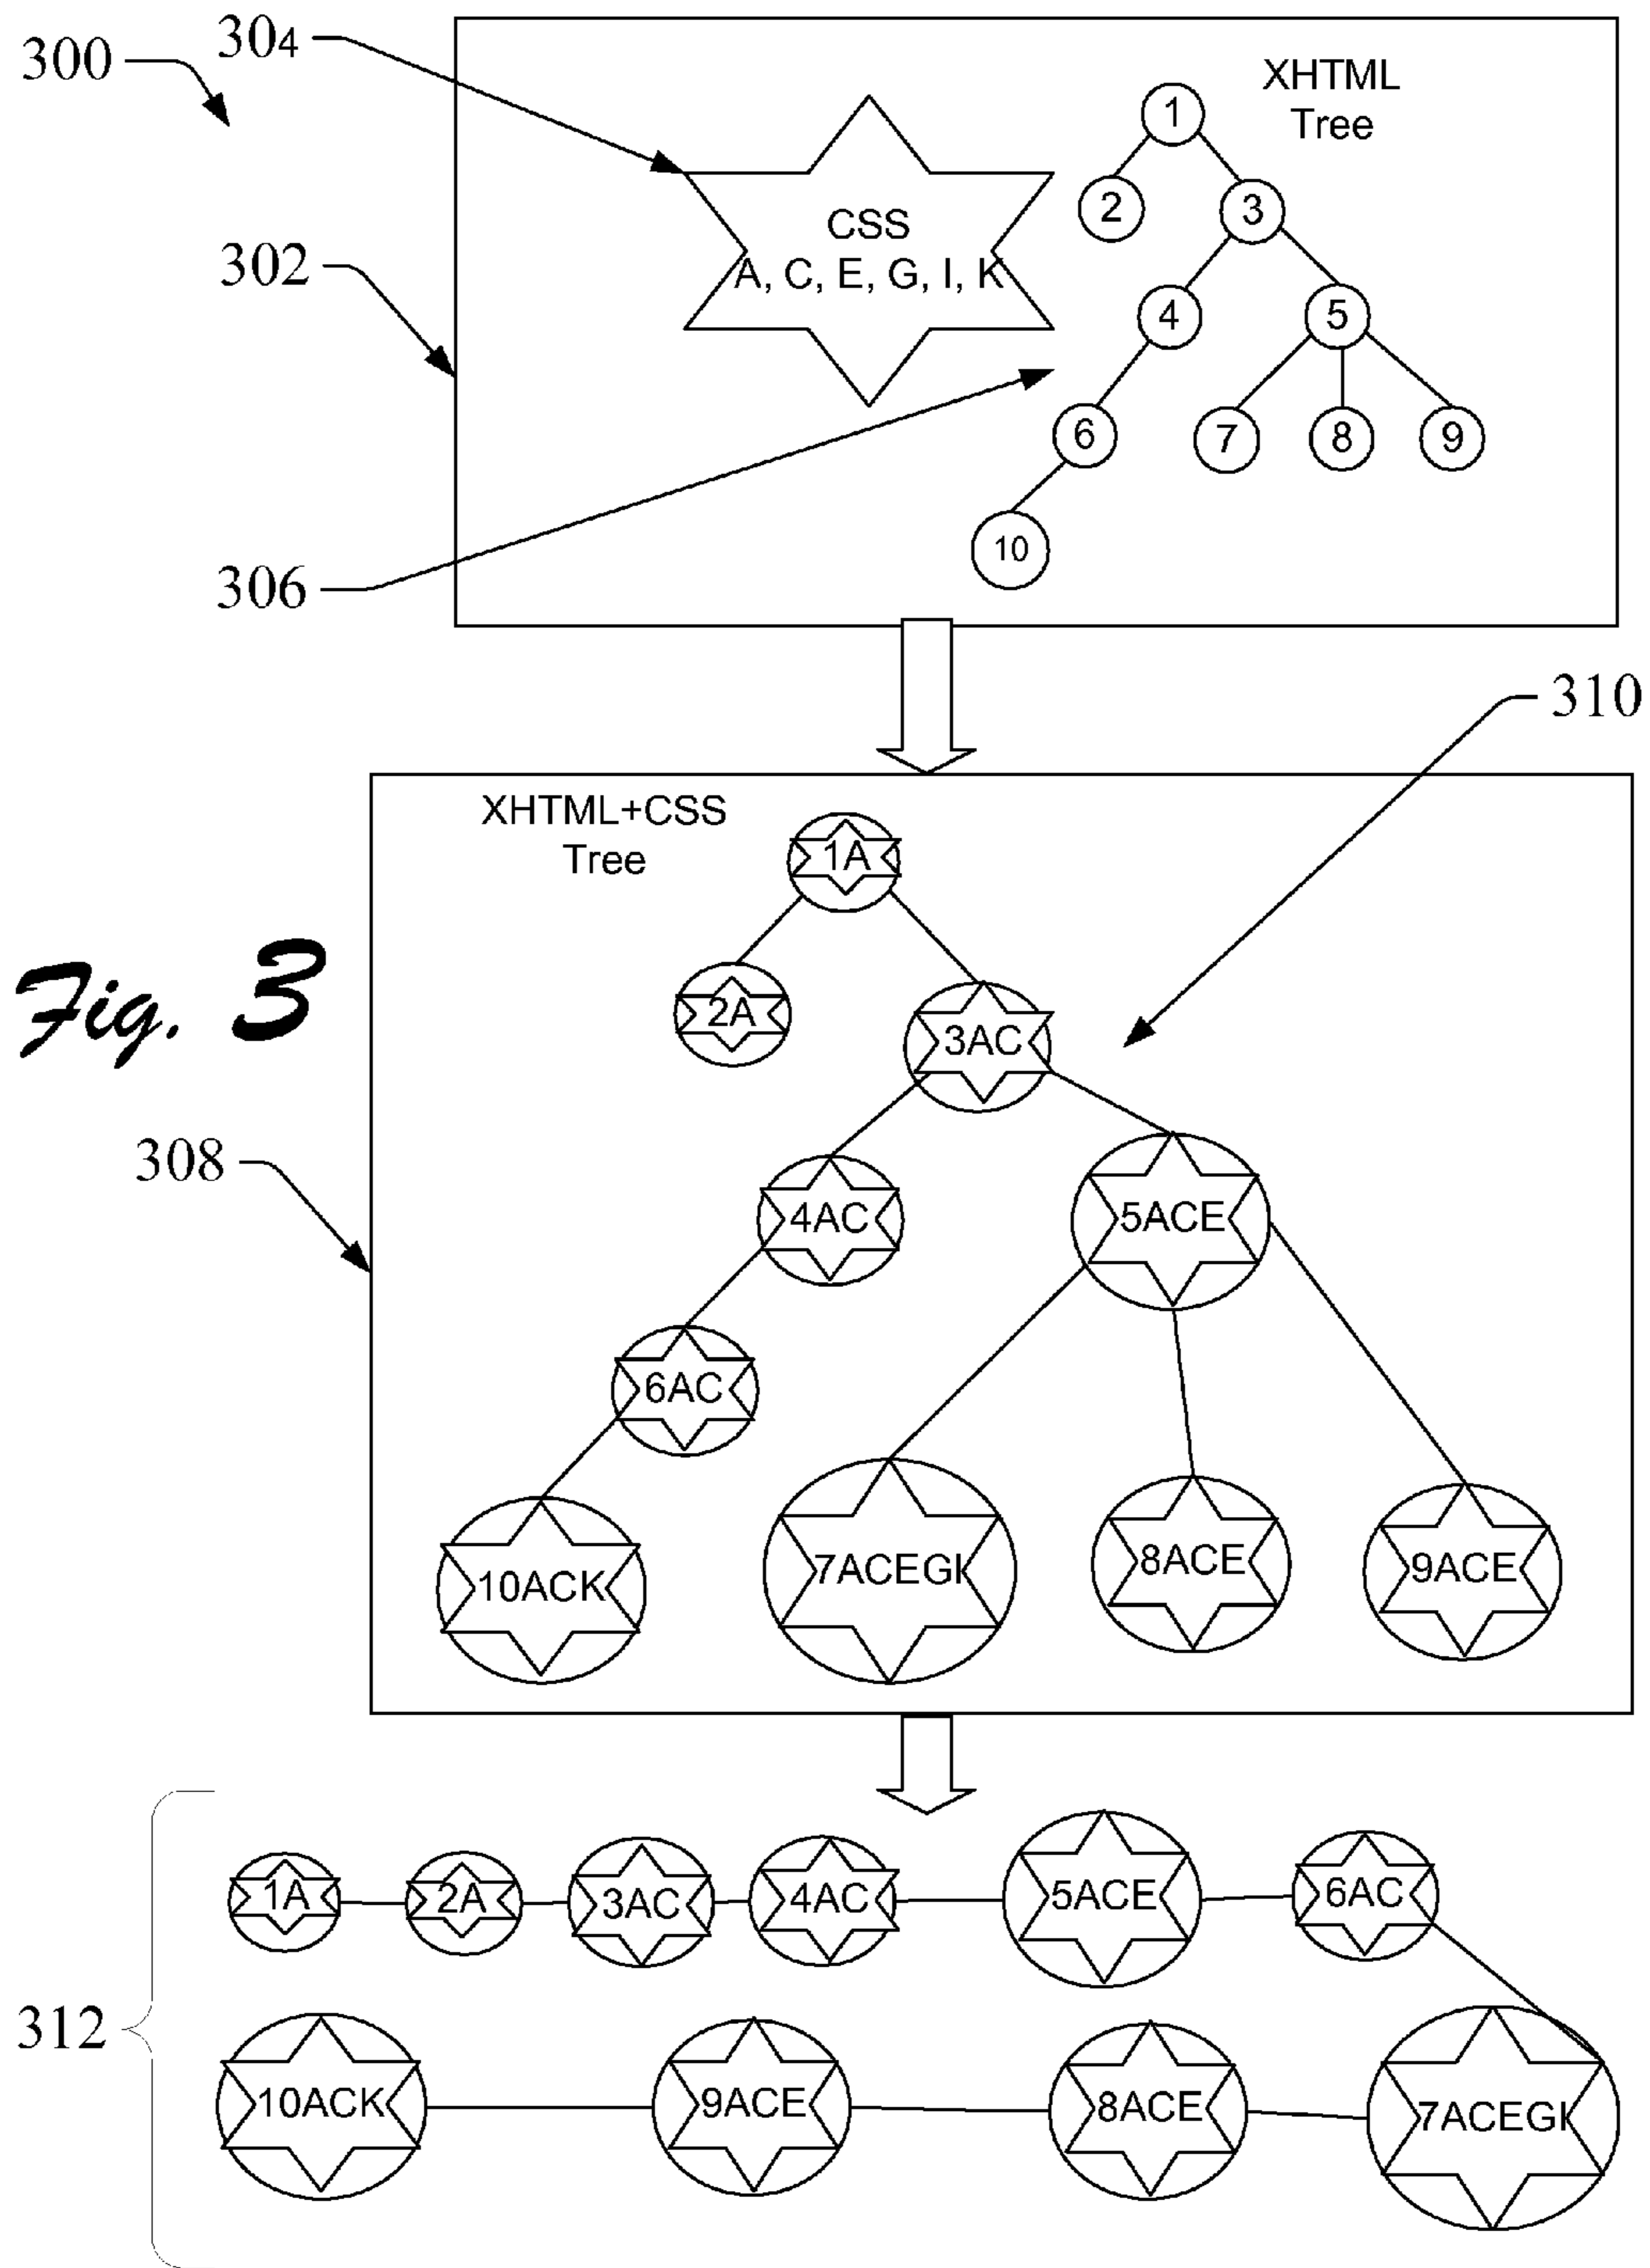 300
304
302
306
XHTML
Tree
CSS
A, C, E, G, I, K
1
2
3
4
5
6
7
8
9
10
310
XHTML+CSS
Tree
1A
2A
3AC
4AC
5ACE
6AC
10ACK
7ACEGI
8ACE
9ACE
Fig. 3
308
312
1A
2A
3AC
4AC
5ACE
6AC
10ACK
9ACE
8ACE
7ACEGI